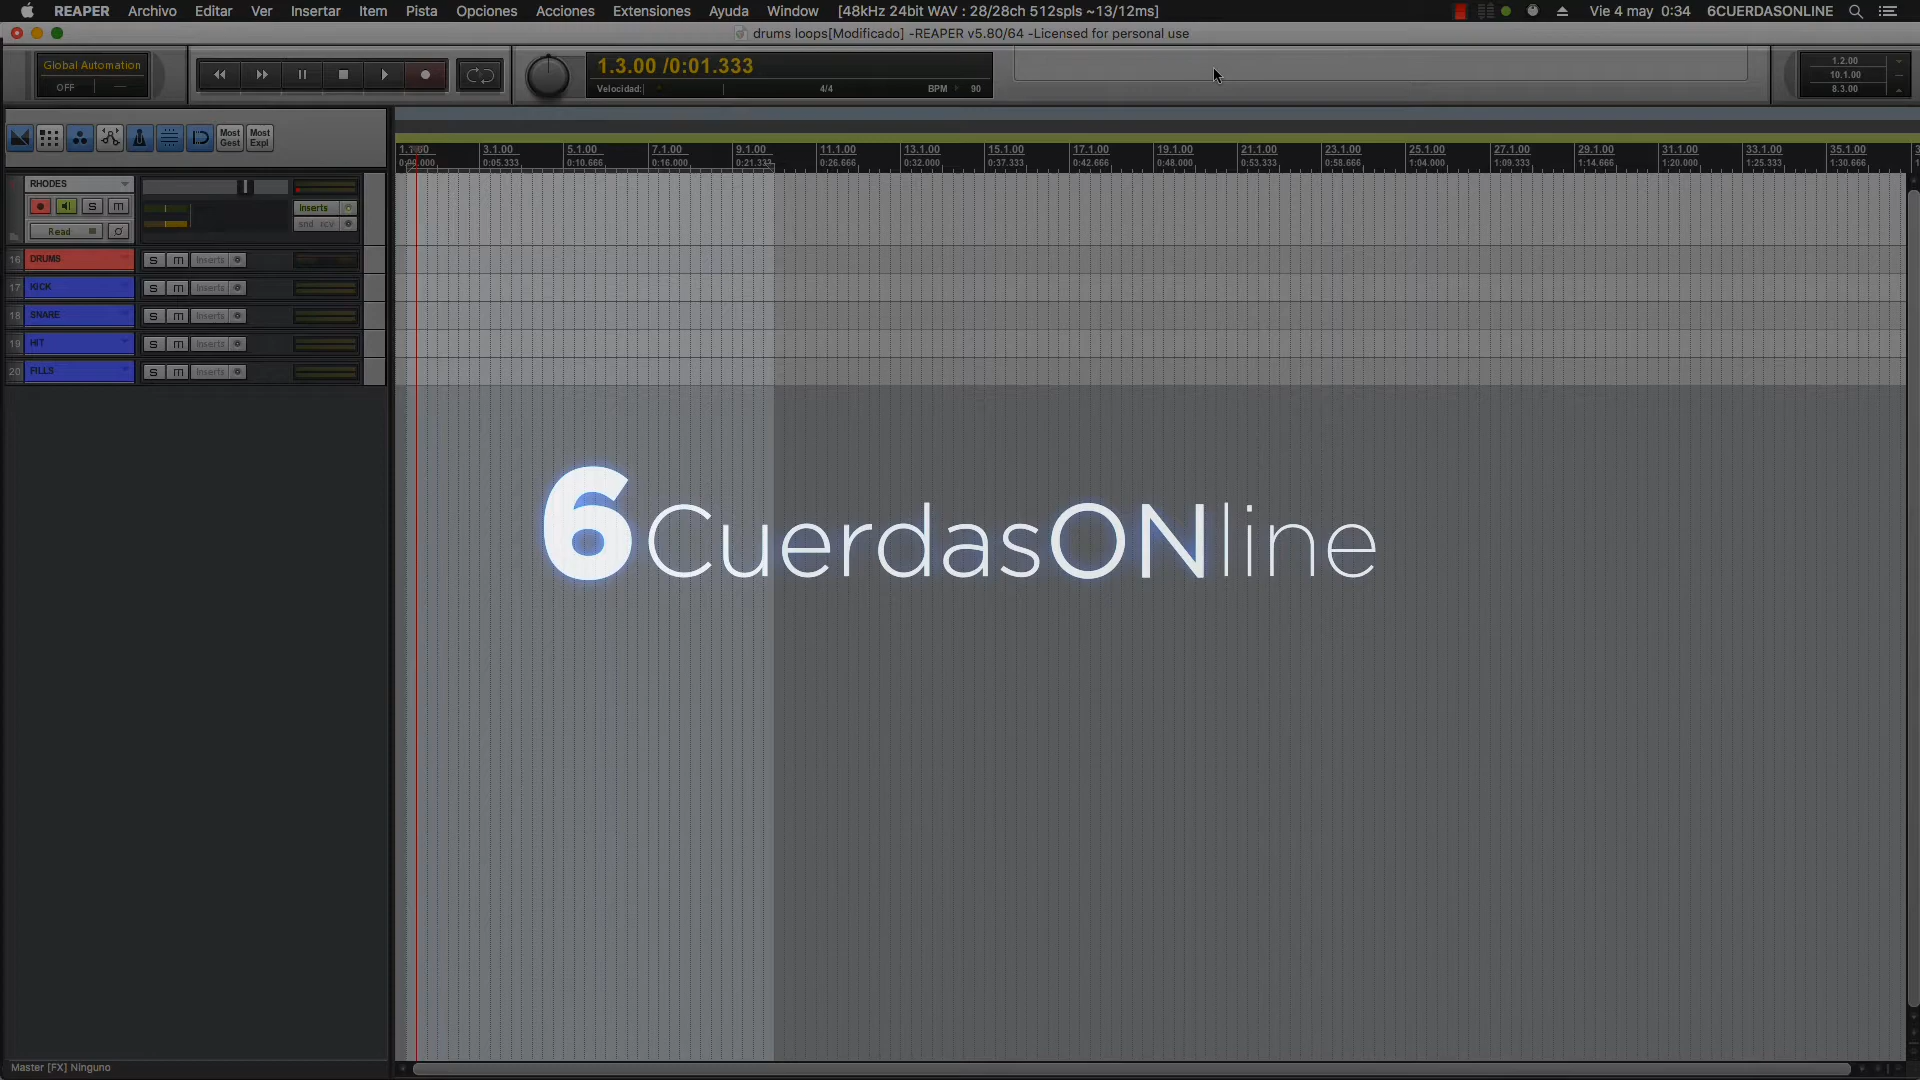 REAPER Archivo Editar Ver Insertar Item Pista Opciones Acciones Extensiones Ayuda Window [48kHz 24bit WAV : 28/28ch 512spls ~13/12ms] Vie 4 may 0:34 6CUERDASONLINE
drums loops[Modificado] -REAPER v5.80/64 -Licensed for personal use
Global Automation
OFF
1.3.00 /0:01.333
Velocidad: 4/4 BPM 90
1.2.00
10.1.00
8.3.00
Most Gest
Most Expl
3.1.00 5.1.00 7.1.00 9.1.00 11.1.00 13.1.00 15.1.00 17.1.00 19.1.00 21.1.00 23.1.00 25.1.00 27.1.00 29.1.00 31.1.00 33.1.00 35.1.00
0:05.333 0:10.666 0:16.000 0:21.333 0:26.666 0:32.000 0:37.333 0:42.666 0:48.000 0:53.333 0:58.666 1:04.000 1:09.333 1:14.666 1:20.000 1:25.333 1:30.666
RHODES
S m Inserts
snd rcv
Read
16 DRUMS S m Inserts
17 KICK S m Inserts
18 SNARE S m Inserts
19 HIT S m Inserts
20 FILLS S m Inserts
6CuerdasONline
Master [FX] Ninguno